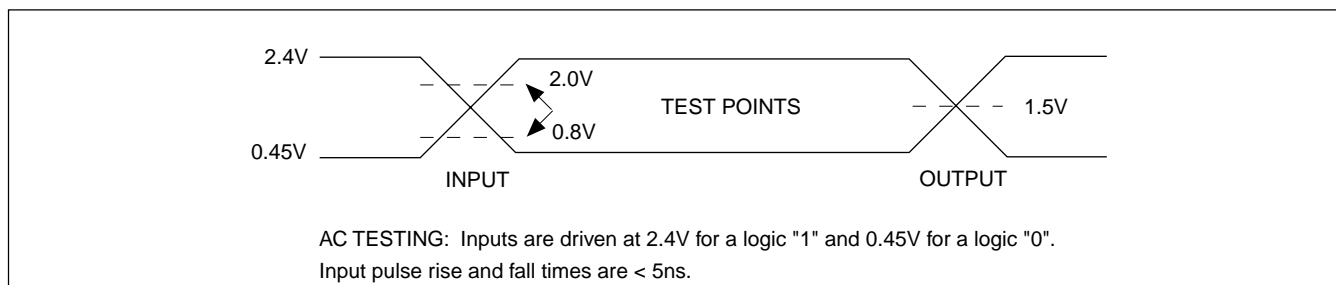 2.4V
2.0V
TEST POINTS
1.5V
0.8V
0.45V
INPUT
OUTPUT
AC TESTING: Inputs are driven at 2.4V for a logic "1" and 0.45V for a logic "0".
Input pulse rise and fall times are < 5ns.